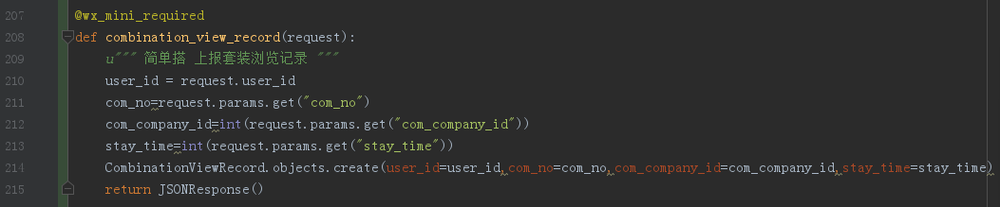 207 @wx_mini_required
208 def combination_view_record(request):
209 u""" 简单搭 上报套装浏览记录 """
210 user_id = request.user_id
211 com_no=request.params.get("com_no")
212 com_company_id=int(request.params.get("com_company_id"))
213 stay_time=int(request.params.get("stay_time"))
214 CombinationViewRecord.objects.create(user_id=user_id,com_no=com_no,com_company_id=com_company_id,stay_time=stay_time)
215 return JSONResponse()